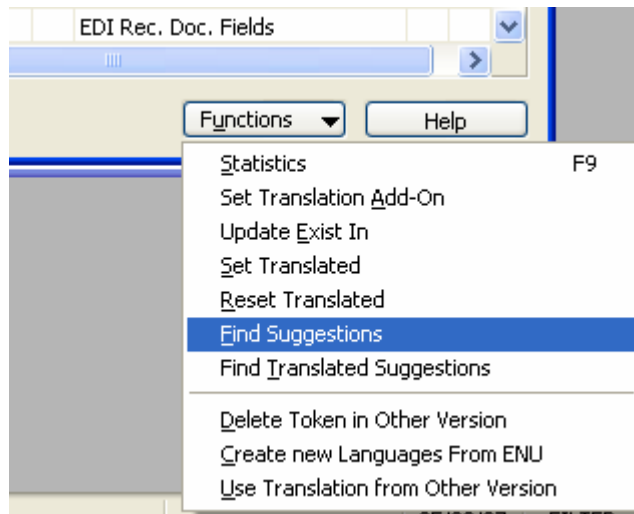 EDI Rec. Doc. Fields
Functions Help
Statistics F9
Set Translation Add-On
Update Exist In
Set Translated
Reset Translated
Find Suggestions
Find Translated Suggestions
Delete Token in Other Version
Create new Languages From ENU
Use Translation from Other Version